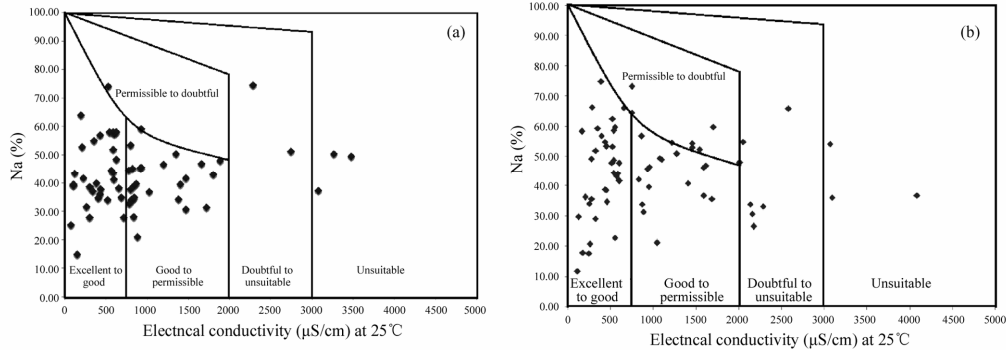 100.00
90.00
80.00
70.00
60.00
50.00
40.00
30.00
20.00
10.00
0.00
Na (%)
(a)
Permissible to doubtful
Excellent to
good
Good to
permissible
Doubtful to
unsuitable
Unsuitable
0 500 1000 1500 2000 2500 3000 3500 4000 4500 5000
Electncal conductivity (μS/cm) at 25℃
100.00
90.00
80.00
70.00
60.00
50.00
40.00
30.00
20.00
10.00
0.00
Na (%)
(b)
Permissible to doubtful
Excellent
to good
Good to
permissible
Doubtful to
unsuitable
Unsuitable
0 500 1000 1500 2000 2500 3000 3500 4000 4500 5000
Electncal conductivity (μS/cm) at 25℃